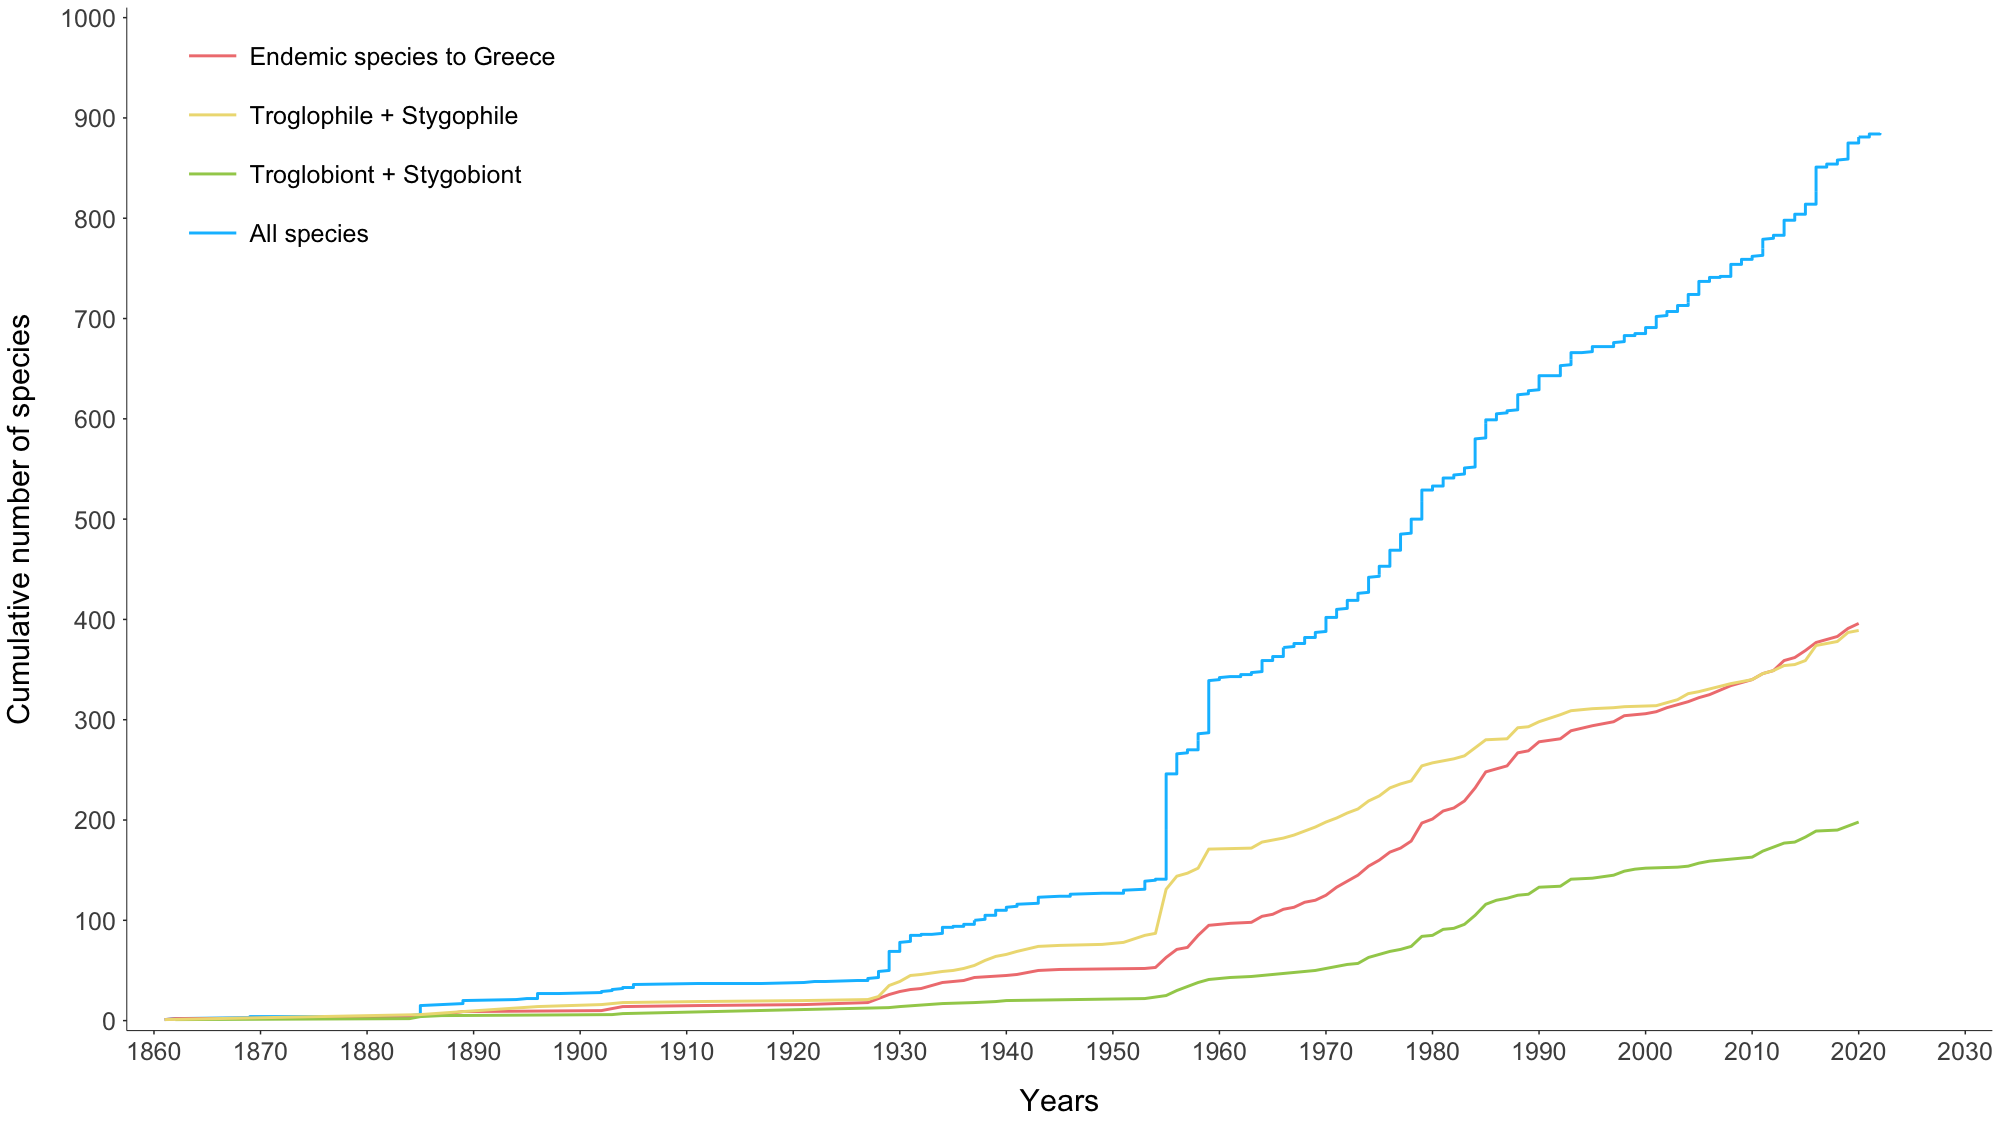 1000
900
800
700
600
500
400
300
200
100
0
Cumulative number of species
Endemic species to Greece
Troglophile + Stygophile
Troglobiont + Stygobiont
All species
1860 1870 1880 1890 1900 1910 1920 1930 1940 1950 1960 1970 1980 1990 2000 2010 2020 2030
Years